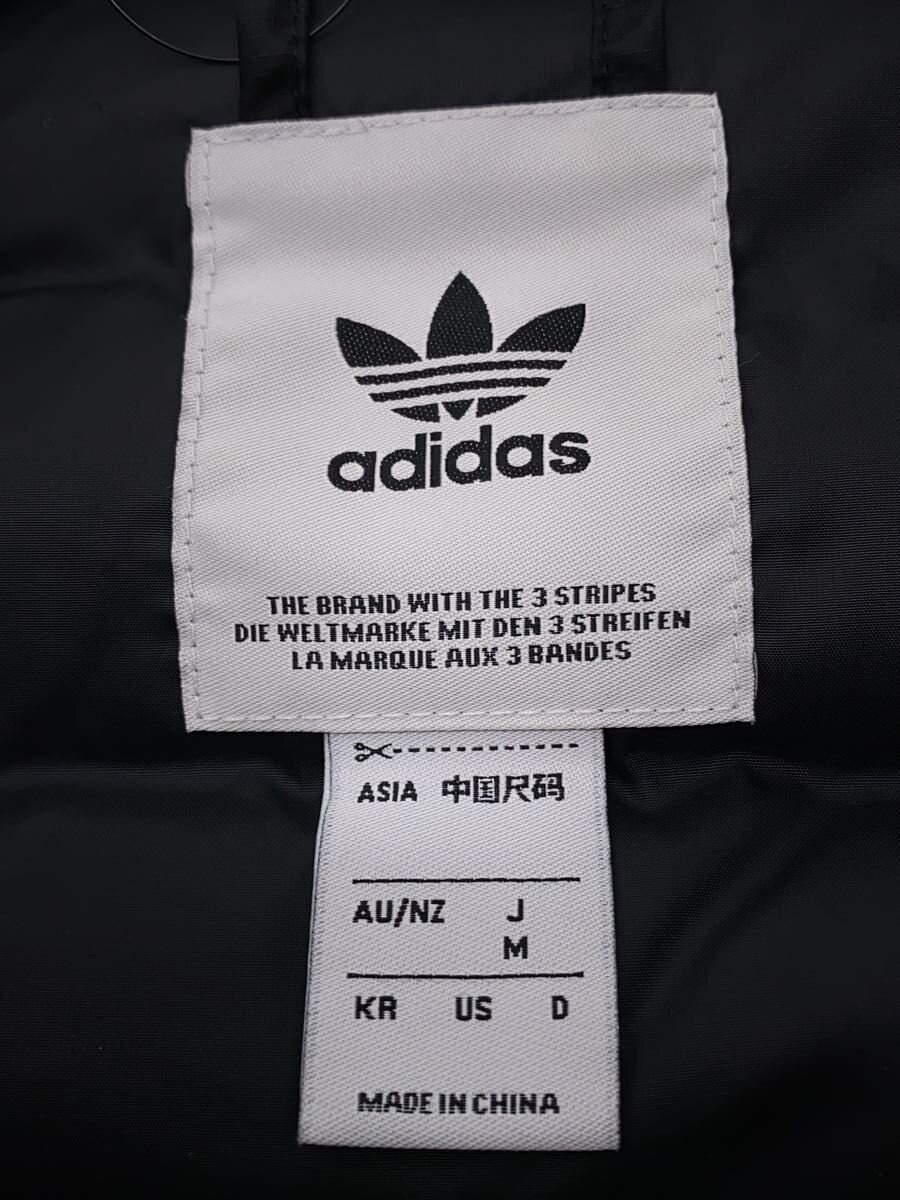 adidas
THE BRAND WITH THE 3 STRIPES
DIE WELTMARKE MIT DEN 3 STREIFEN
LA MARQUE AUX 3 BANDES
ASIA 中国尺码
AU/NZ J
M
KR US D
MADE IN CHINA